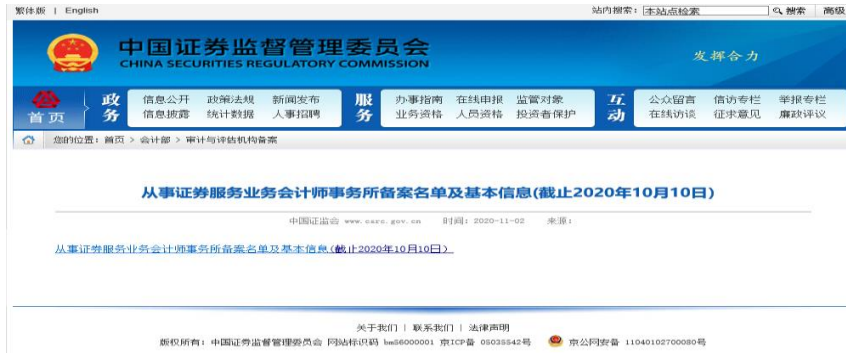 繁体版 | English 站内搜索: 本站点检索 搜索 高级
中国证券监督管理委员会
CHINA SECURITIES REGULATORY COMMISSION
发挥合力
首页 政务 信息公开 政策法规 新闻发布 服务 办事指南 在线申报 监管对象 互动 公众留言 信访专栏 举报专栏
信息披露 统计数据 人事招聘 业务资格 人员资格 投资者保护 在线访谈 征求意见 廉政评议
您的位置: 首页 > 会计部 > 审计与评估机构备案
从事证券服务业务会计师事务所备案名单及基本信息(截止2020年10月10日)
中国证监会 www.csrc.gov.cn 时间: 2020-11-02 来源:
从事证券服务业务会计师事务所备案名单及基本信息(截止2020年10月10日)
关于我们 | 联系我们 | 法律声明
版权所有: 中国证券监督管理委员会 网站标识码 bm56000001 京ICP备 05035542号 京公网安备 11040102700080号